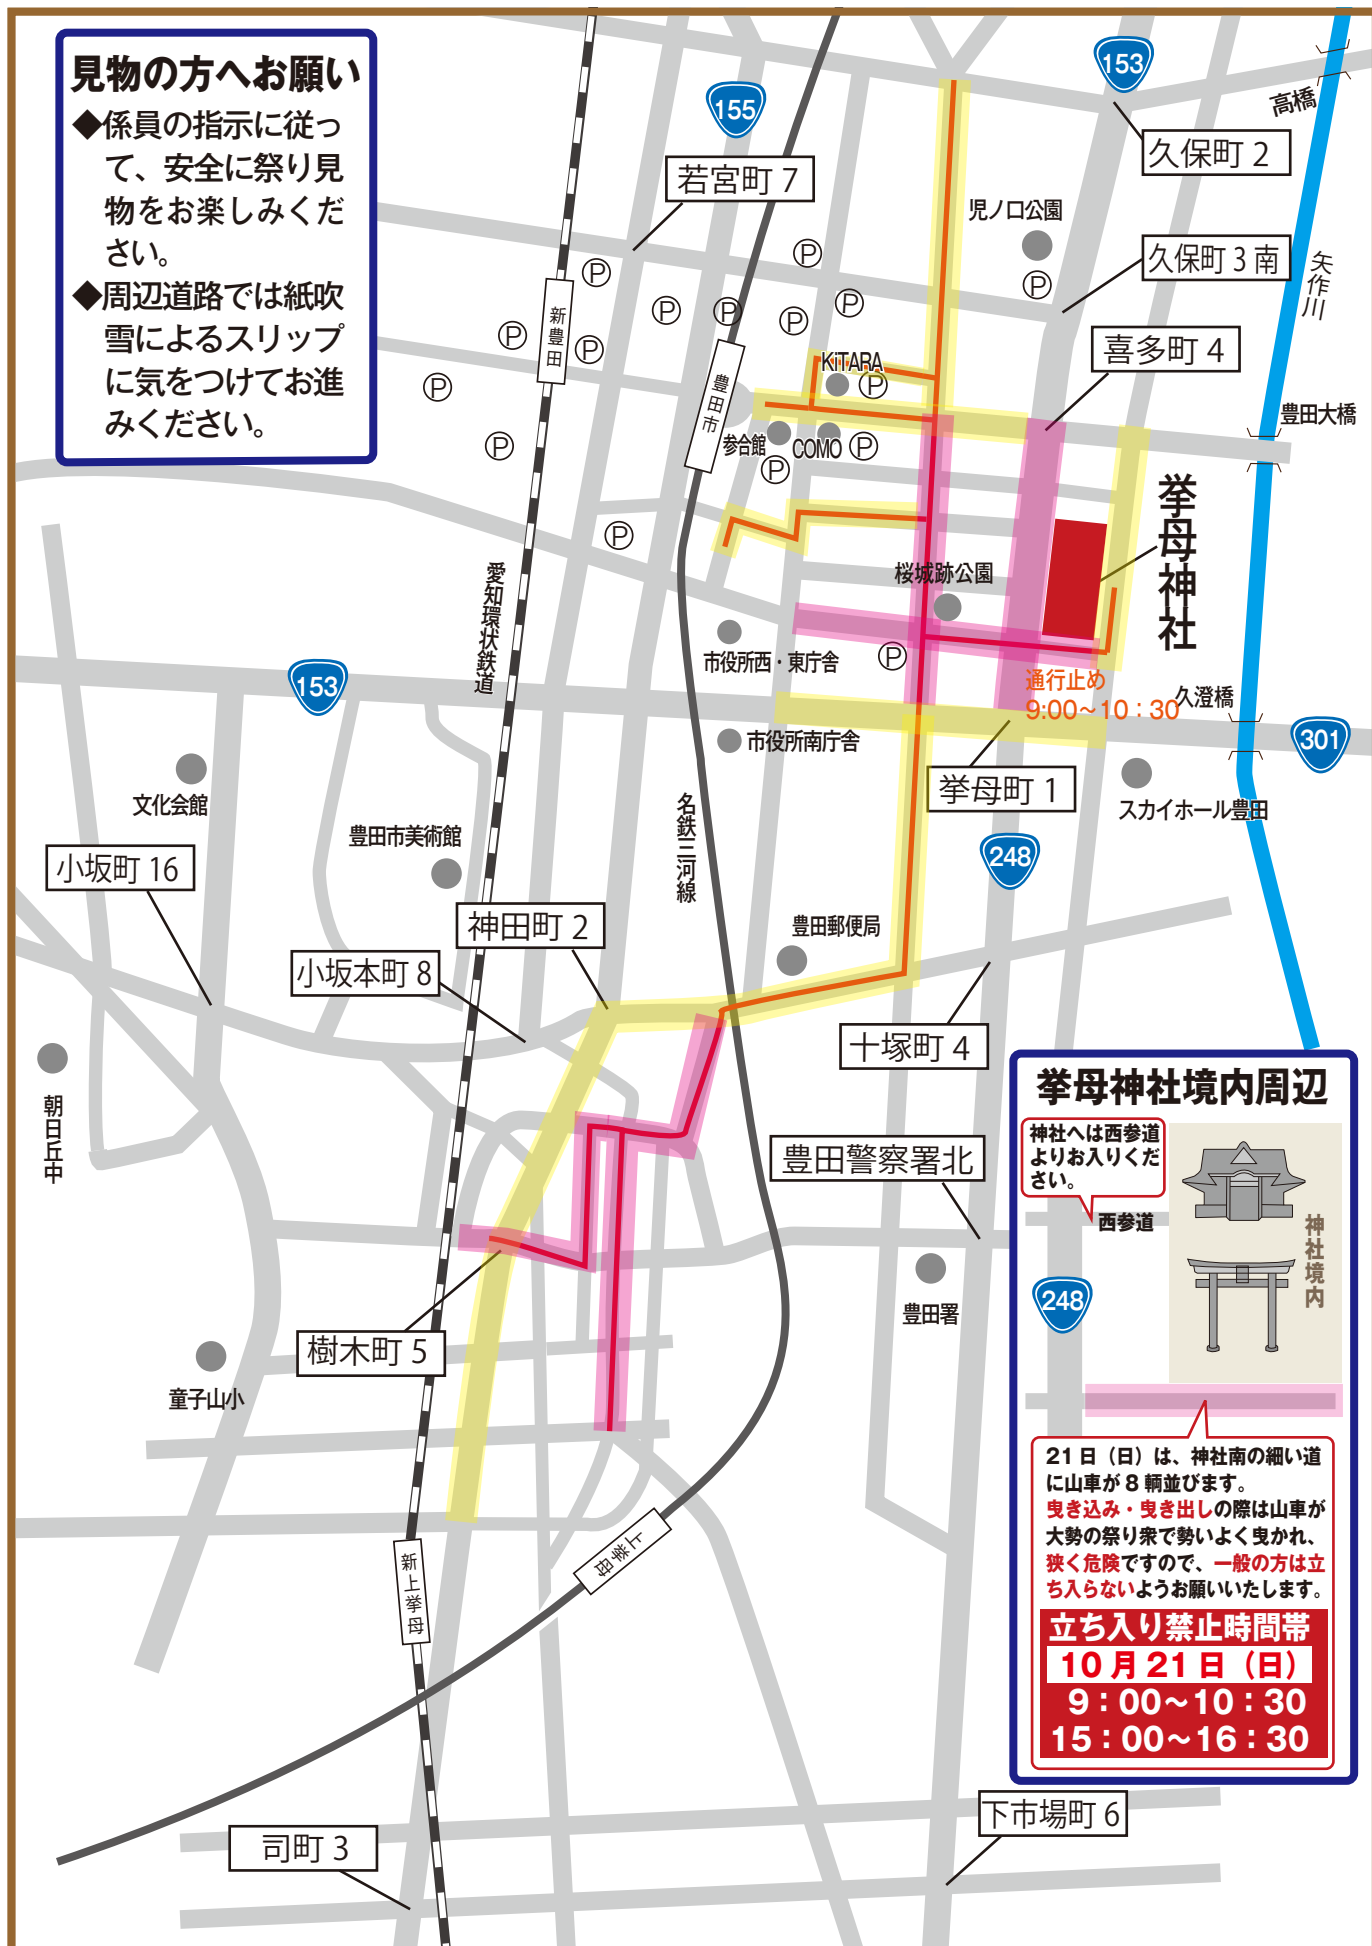 見物の方へお願い
◆係員の指示に従っ
て、安全に祭り見
物をお楽しみくだ
さい。
◆周辺道路では紙吹
雪によるスリップ
に気をつけてお進
みください。
153
155
高橋
久保町 2
若宮町 7
児ノ口公園
P
久保町 3 南
矢作川
P
P
P
P
P
P
P
P
P
新豊田
喜多町 4
KiTARA
P
P
豊田市
豊田大橋
参合館
COMO
P
P
P
P
挙母神社
桜城跡公園
愛知環状鉄道
市役所西・東庁舎
P
153
通行止め
9:00~10：30
久澄橋
301
市役所南庁舎
文化会館
挙母町 1
スカイホール豊田
名鉄三河線
豊田市美術館
小坂町 16
248
神田町 2
豊田郵便局
小坂本町 8
十塚町 4
朝日丘中
豊田警察署北
豊田署
樹木町 5
童子山小
上挙母
新上挙母
司町 3
下市場町 6
挙母神社境内周辺
神社へは西参道
よりお入りくだ
さい。
西参道
神社境内
248
21 日（日）は、神社南の細い道
に山車が 8 輌並びます。
曳き込み・曳き出しの際は山車が
大勢の祭り衆で勢いよく曳かれ、
狭く危険ですので、一般の方は立
ち入らないようお願いいたします。
立ち入り禁止時間帯
10 月 21 日（日）
9：00～10：30
15：00～16：30